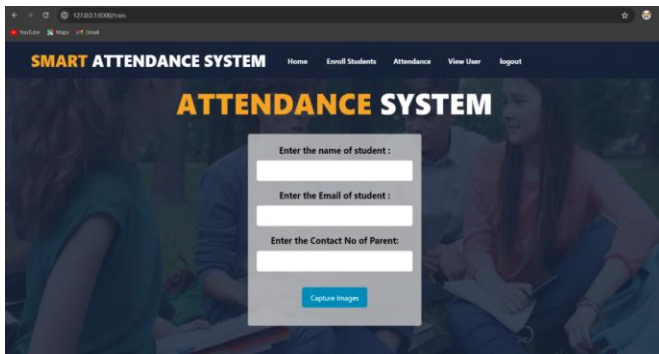 127.0.0.1:8000/train
YouTube Maps Gmail
SMART ATTENDANCE SYSTEM Home Enroll Students Attendance View User logout
ATTENDANCE SYSTEM
Enter the name of student :
Enter the Email of student :
Enter the Contact No of Parent:
Capture Images